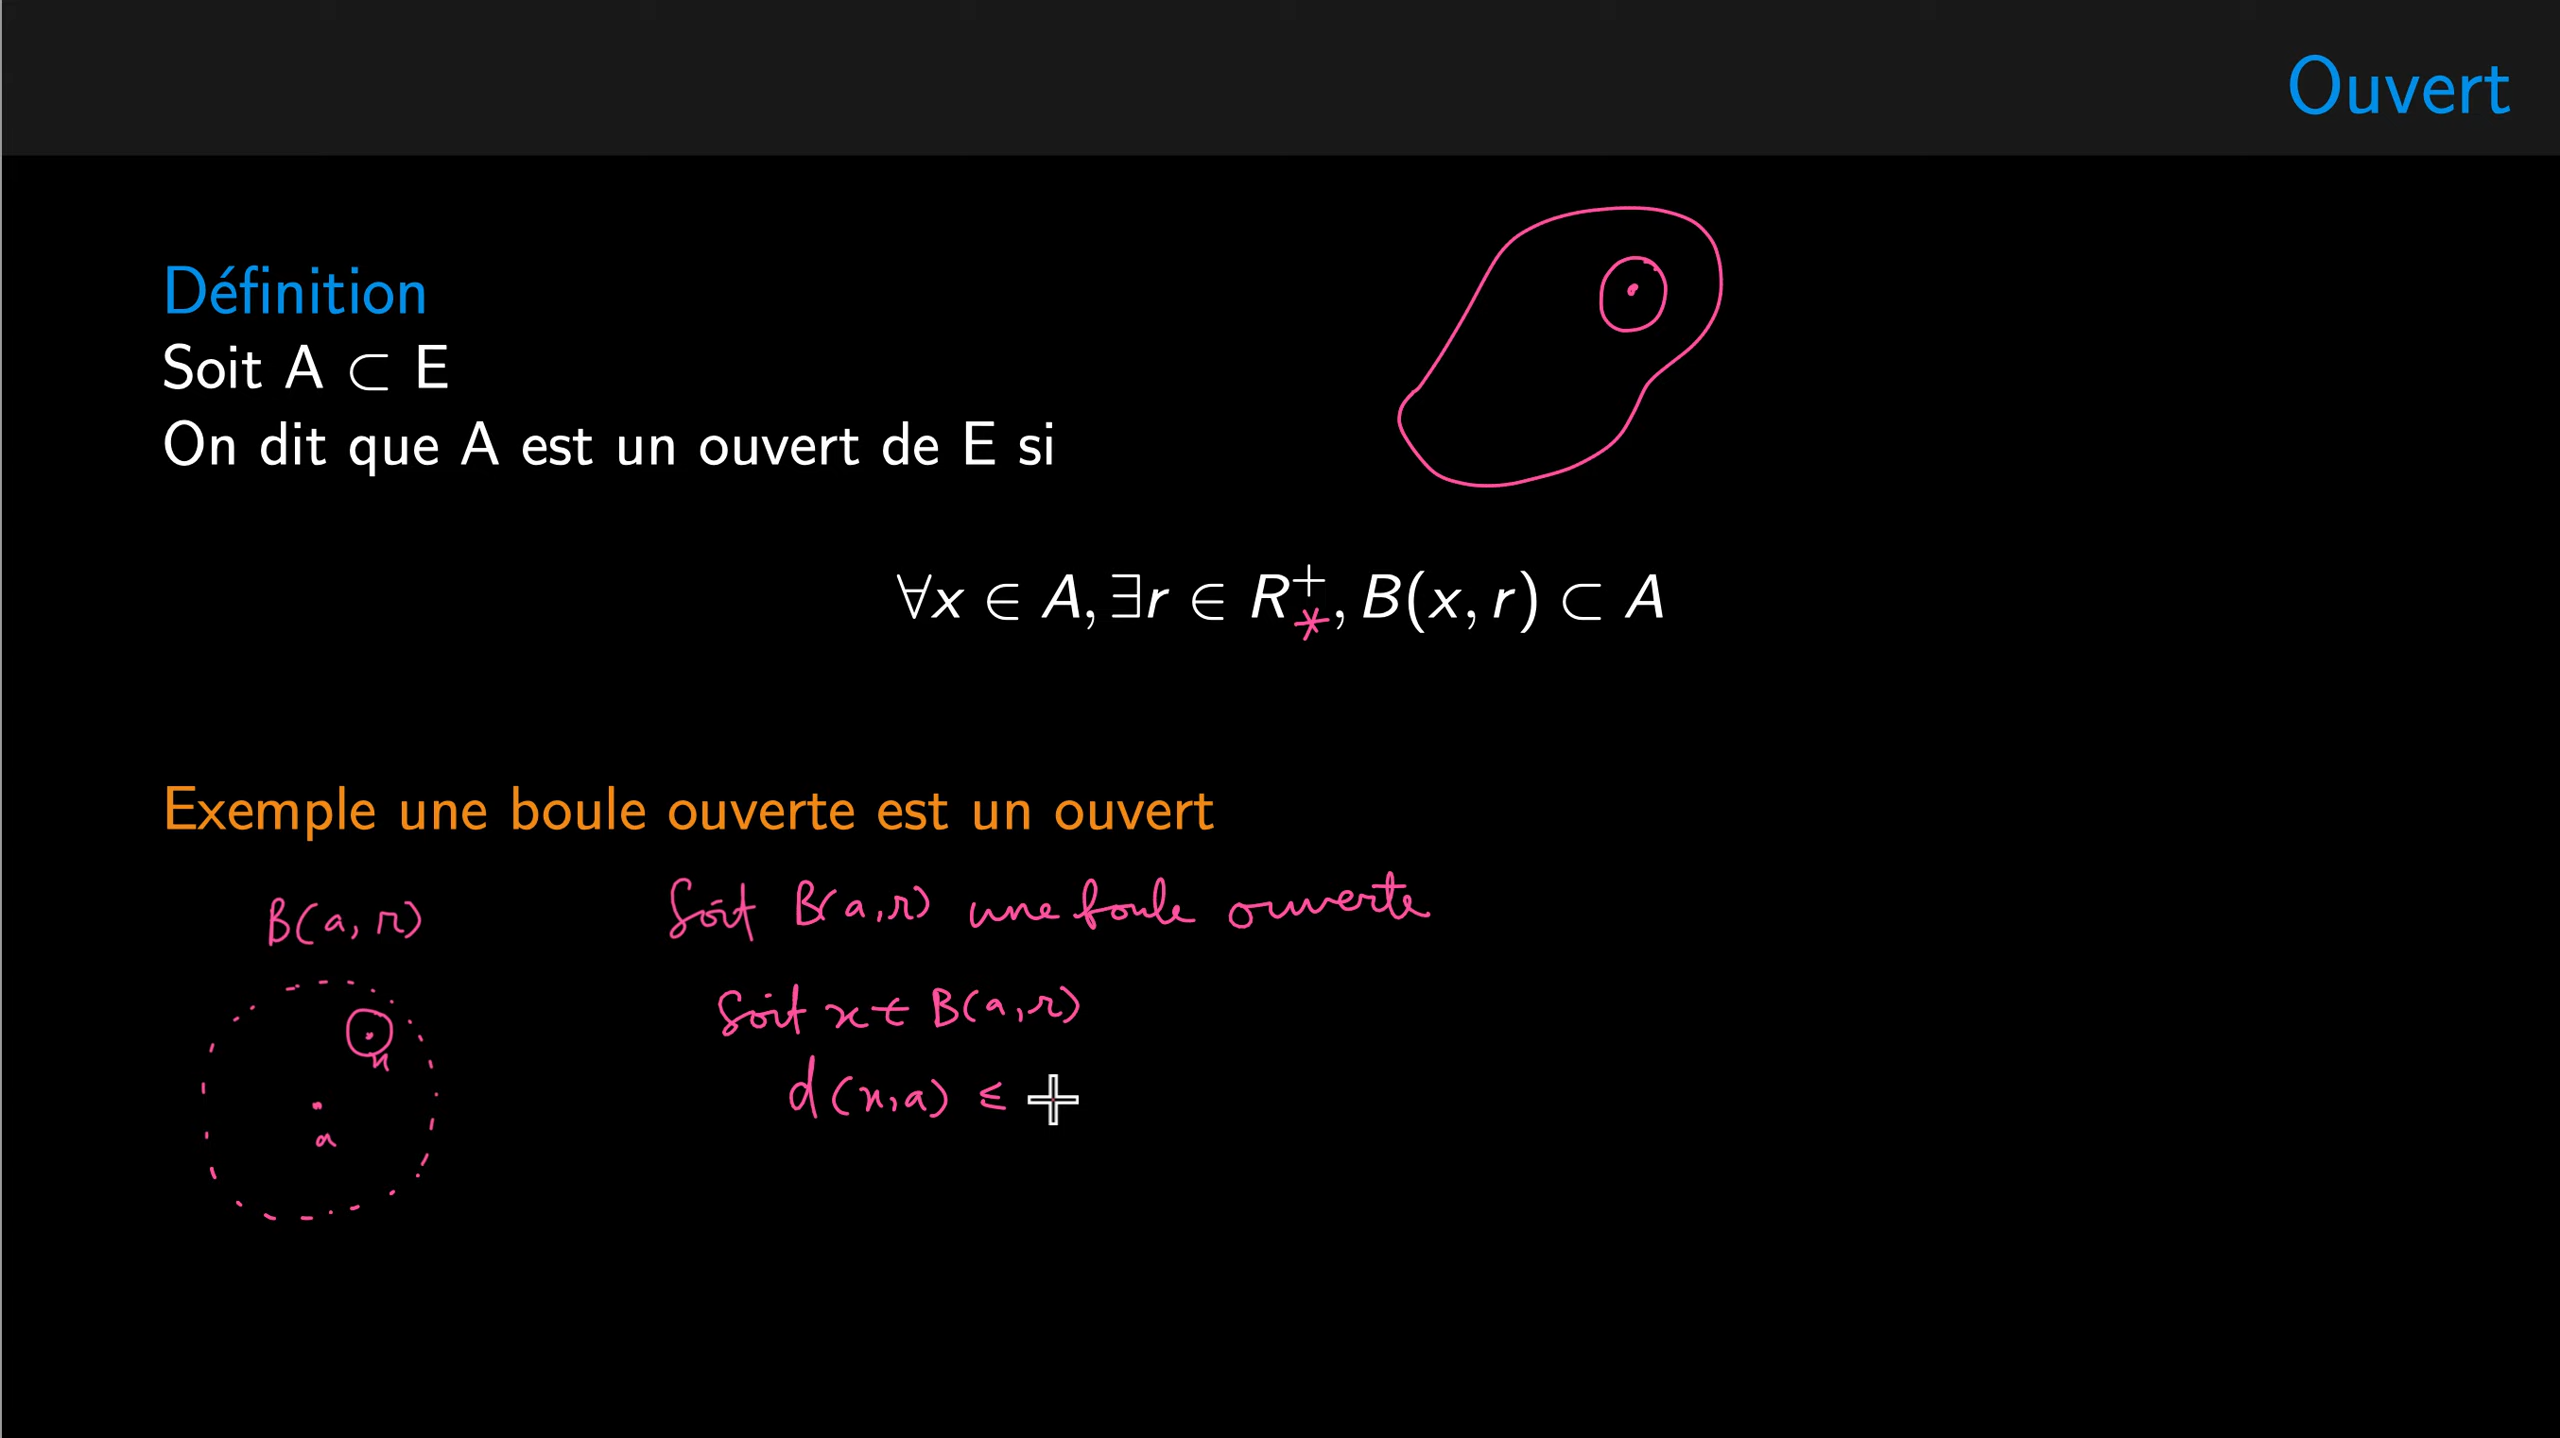 Ouvert
Définition
Soit A ⊂ E
On dit que A est un ouvert de E si
∀x ∈ A, ∃r ∈ R⁺_*, B(x, r) ⊂ A
Exemple une boule ouverte est un ouvert
B(a, r)
x
a
Soit B(a, r) une boule ouverte
Soit x ∈ B(a, r)
d(x, a) ≤